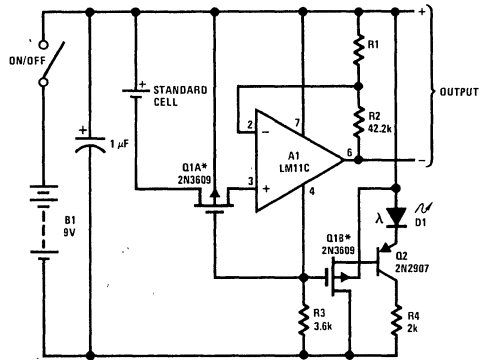 ON/OFF
+
1 μF
B1
9V
+
STANDARD
CELL
Q1A*
2N3609
2
−
3
+
7
A1
LM11C
4
6
R1
R2
42.2k
+
OUTPUT
−
λ
D1
Q1B*
2N3609
Q2
2N2907
R3
3.6k
R4
2k